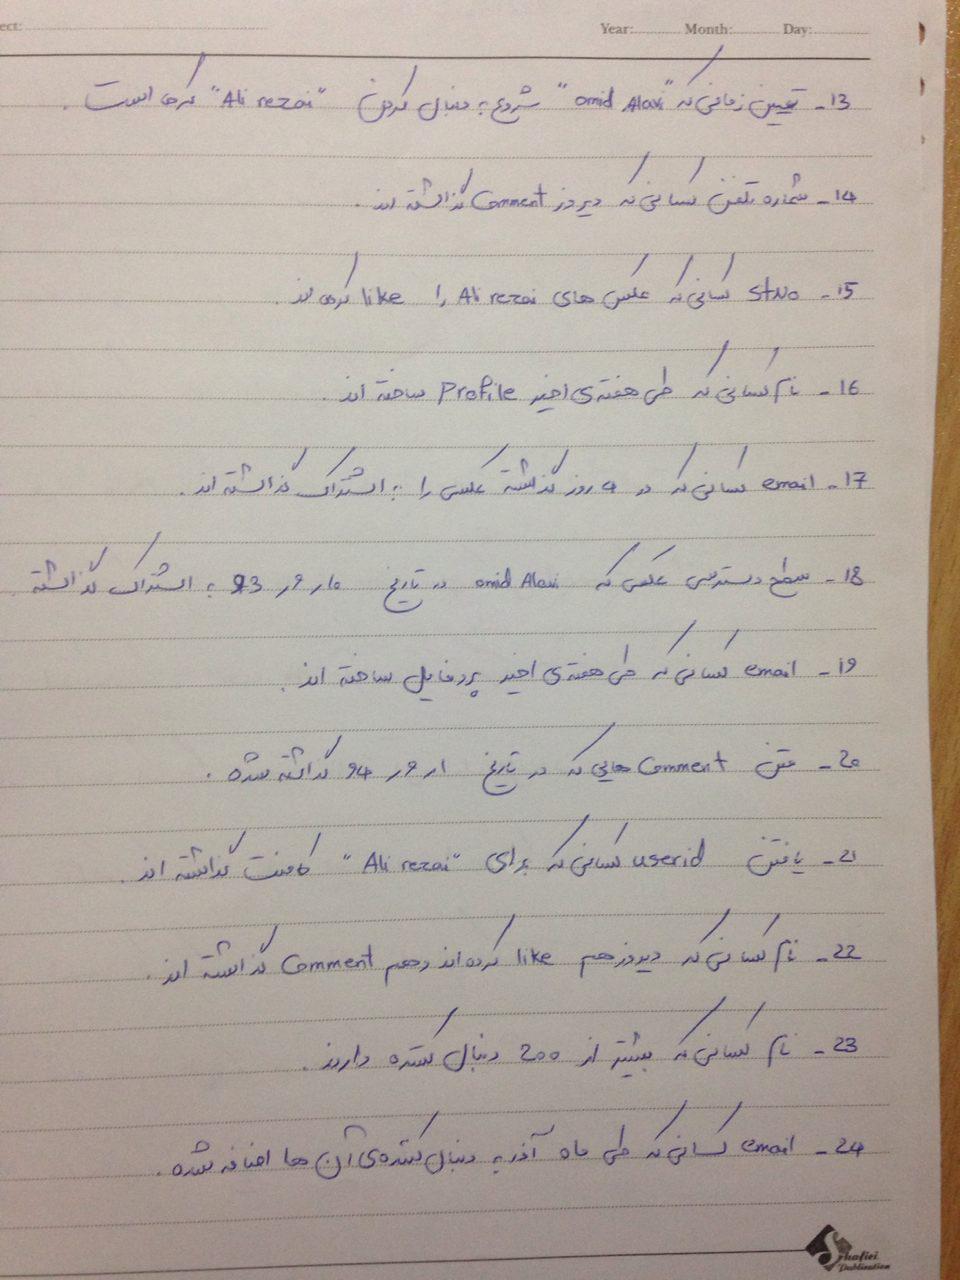 ect:
Year: Month: Day:
13- تعیین زمانی که "omid Alavi" شروع به دنبال کردن "Ali rezai" کرده است.
14- شماره تلفن کسانی که دیروز Comment گذاشته اند.
15- stNo کسانی که عکس های Ali rezai را like کرده اند.
16- نام کسانی که طی هفته ی اخیر Profile ساخته اند.
17- email کسانی که در ۴ روز گذشته عکسی را به اشتراک گذاشته اند.
18- سطح دسترسی عکسی که omid Alavi در تاریخ ۱۵ر۹ر93 به اشتراک گذاشته.
19- email کسانی که طی هفته ی اخیر پروفایل ساخته اند.
20- متن Comment هایی که در تاریخ ۱ر۹ر۹۴ گذاشته شده.
21- یافتن userid کسانی که برای "Ali rezai" کامنت گذاشته اند.
22- نام کسانی که دیروز هم like کرده اند و هم Comment گذاشته اند.
23- نام کسانی که بیشتر از 200 دنبال کننده دارند.
24- email کسانی که طی ماه آذر به دنبال کننده ی آن ها اضافه شده.
Shafiei
Publication